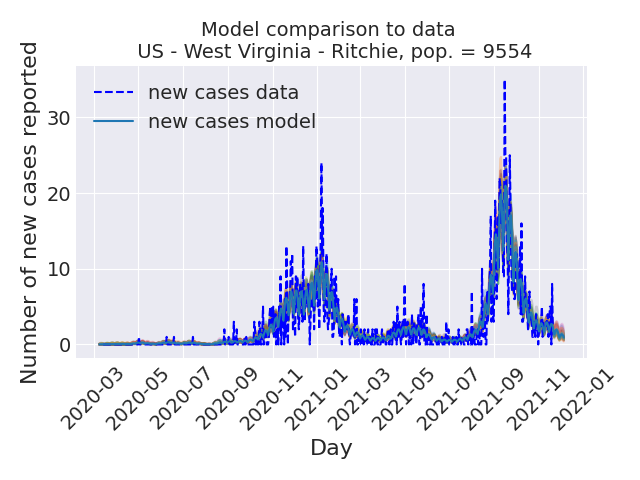 Model comparison to data
US - West Virginia - Ritchie, pop. = 9554
Number of new cases reported
30
20
10
0
new cases data
new cases model
2020-03
2020-05
2020-07
2020-09
2020-11
2021-01
2021-03
2021-05
2021-07
2021-09
2021-11
2022-01
Day